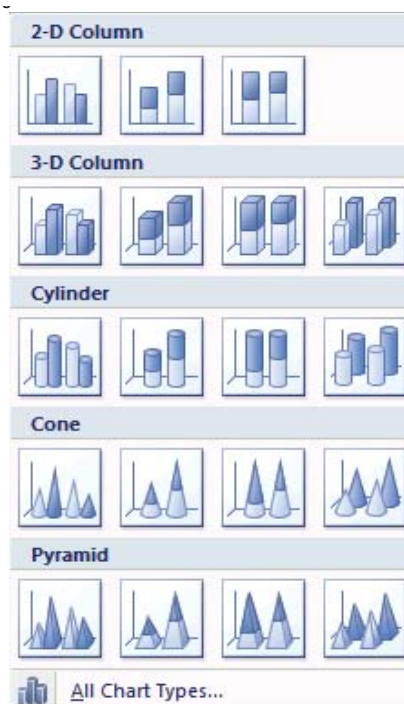 2-D Column
3-D Column
Cylinder
Cone
Pyramid
All Chart Types...